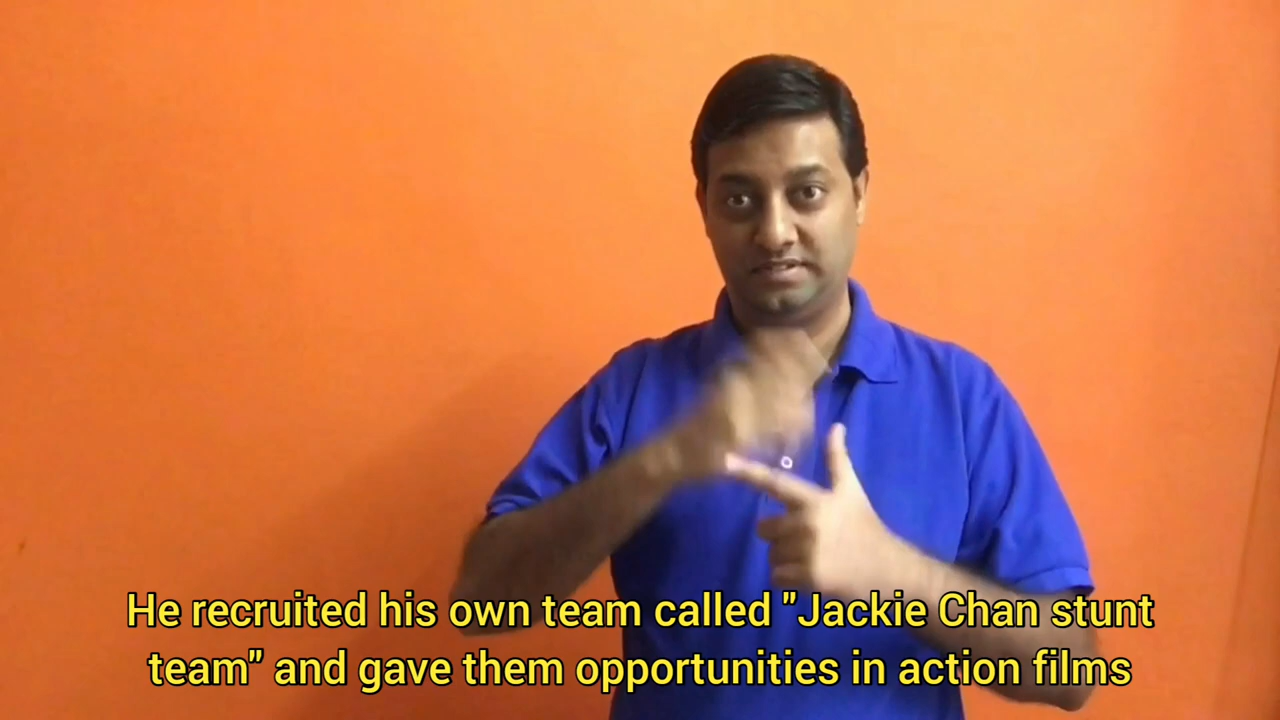 He recruited his own team called "Jackie Chan stunt
team" and gave them opportunities in action films